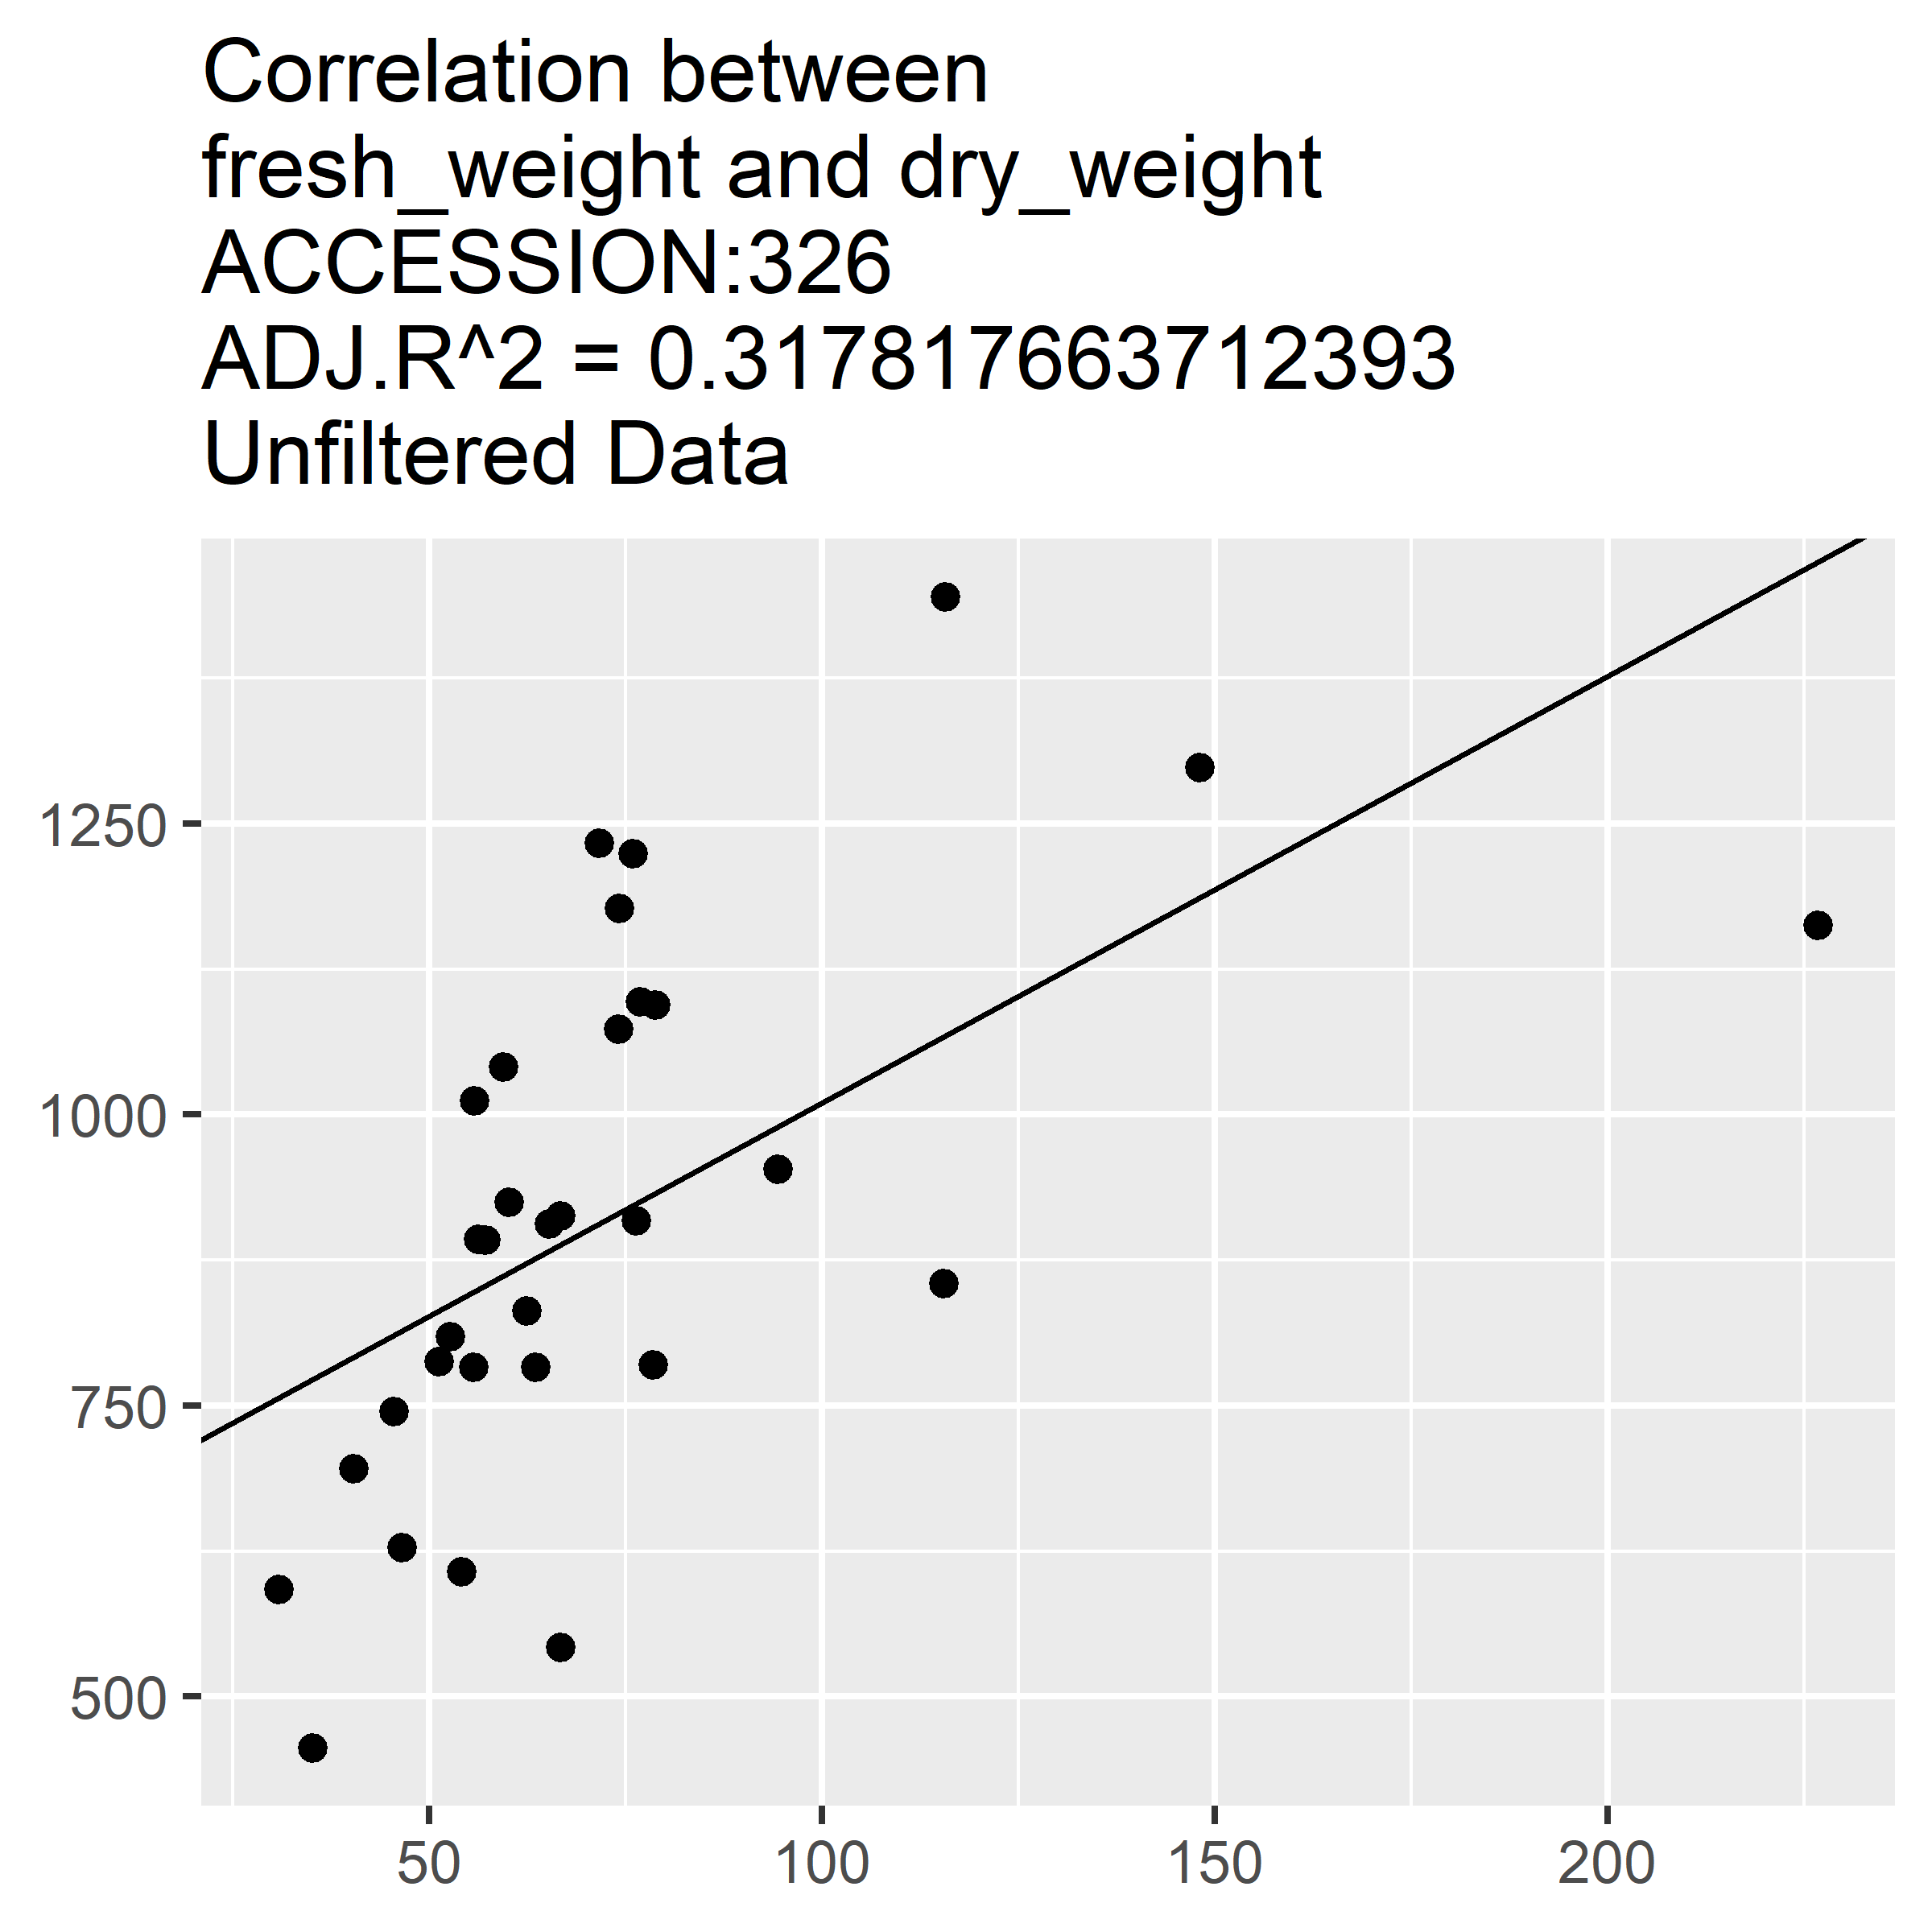 Correlation between
fresh_weight and dry_weight
ACCESSION:326
ADJ.R^2 = 0.317817663712393
Unfiltered Data
1250
1000
750
500
50 100 150 200